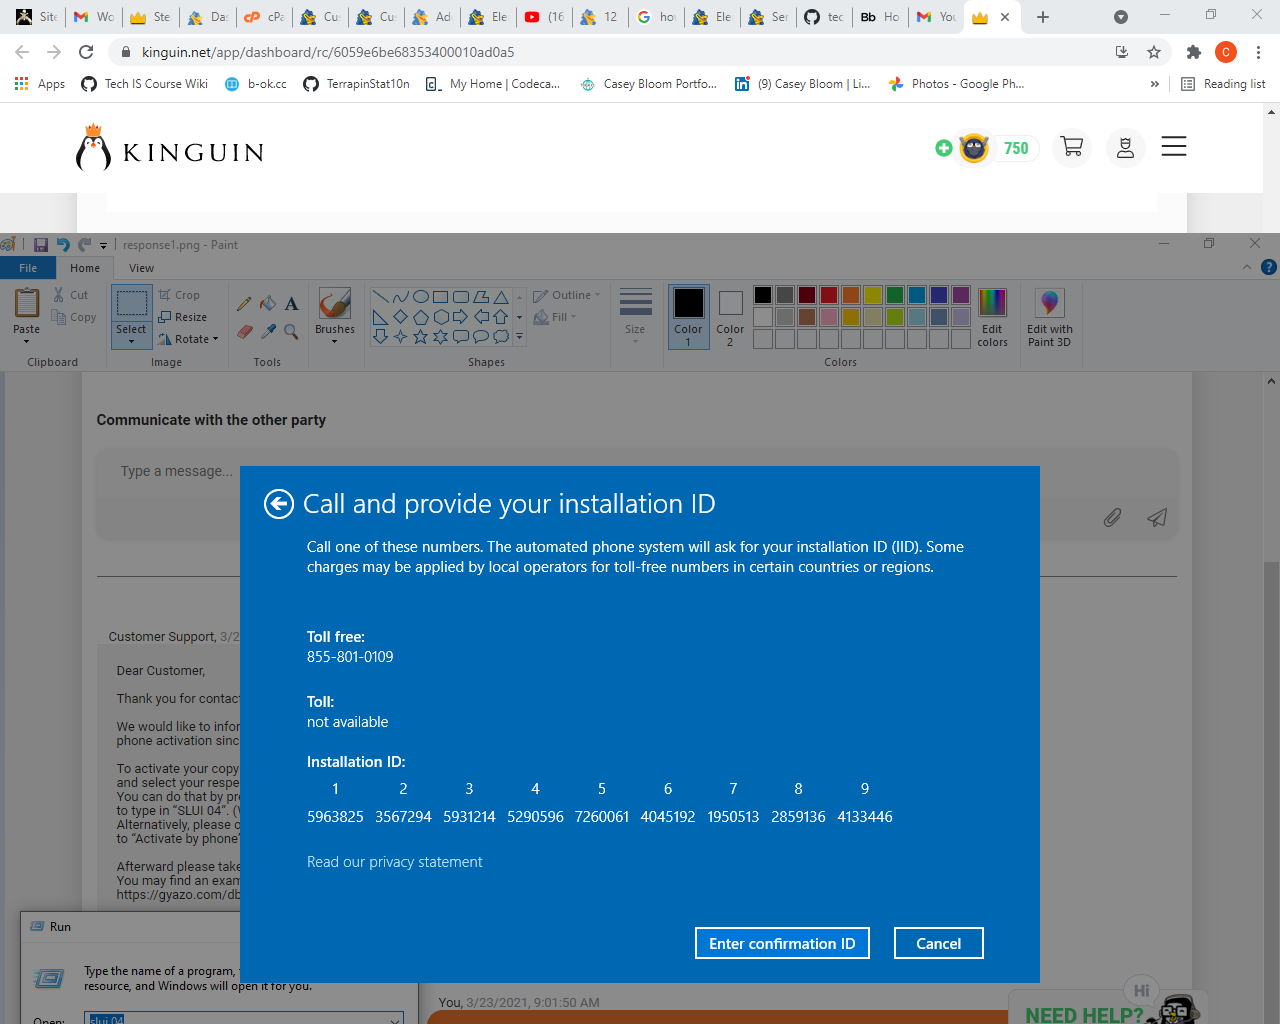 Site
Wo
Ste
Das
cPa
Cus
Cus
Ad
Ele
(16
12
how
Ele
Ser
tec
Ho
You
kinguin.net/app/dashboard/rc/6059e6be68353400010ad0a5
C
Apps
Tech IS Course Wiki
b-ok.cc
TerrapinStat10n
My Home | Codeca...
Casey Bloom Portfo...
(9) Casey Bloom | Li...
Photos - Google Ph...
»
Reading list
KINGUIN
750
response1.png - Paint
File
Home
View
Paste
Cut
Copy
Clipboard
Select
Crop
Resize
Rotate
Image
Tools
Brushes
Outline
Fill
Shapes
Size
Color
1
Color
2
Edit
colors
Colors
Edit with
Paint 3D
Communicate with the other party
Type a message...
Call and provide your installation ID
Call one of these numbers. The automated phone system will ask for your installation ID (IID). Some
charges may be applied by local operators for toll-free numbers in certain countries or regions.
Toll free:
855-801-0109
Toll:
not available
Installation ID:
1 2 3 4 5 6 7 8 9
5963825 3567294 5931214 5290596 7260061 4045192 1950513 2859136 4133446
Read our privacy statement
Enter confirmation ID
Cancel
Customer Support, 3/2
Dear Customer,
Thank you for contac
We would like to infor
phone activation sinc
To activate your copy
and select your respe
You can do that by pre
to type in “SLUI 04”. (
Alternatively, please c
to “Activate by phone”
Afterward please take
You may find an exam
https://gyazo.com/db
Run
Type the name of a program,
resource, and Windows will open it for you.
Open:
slui 04
You, 3/23/2021, 9:01:50 AM
Hi
NEED HELP?